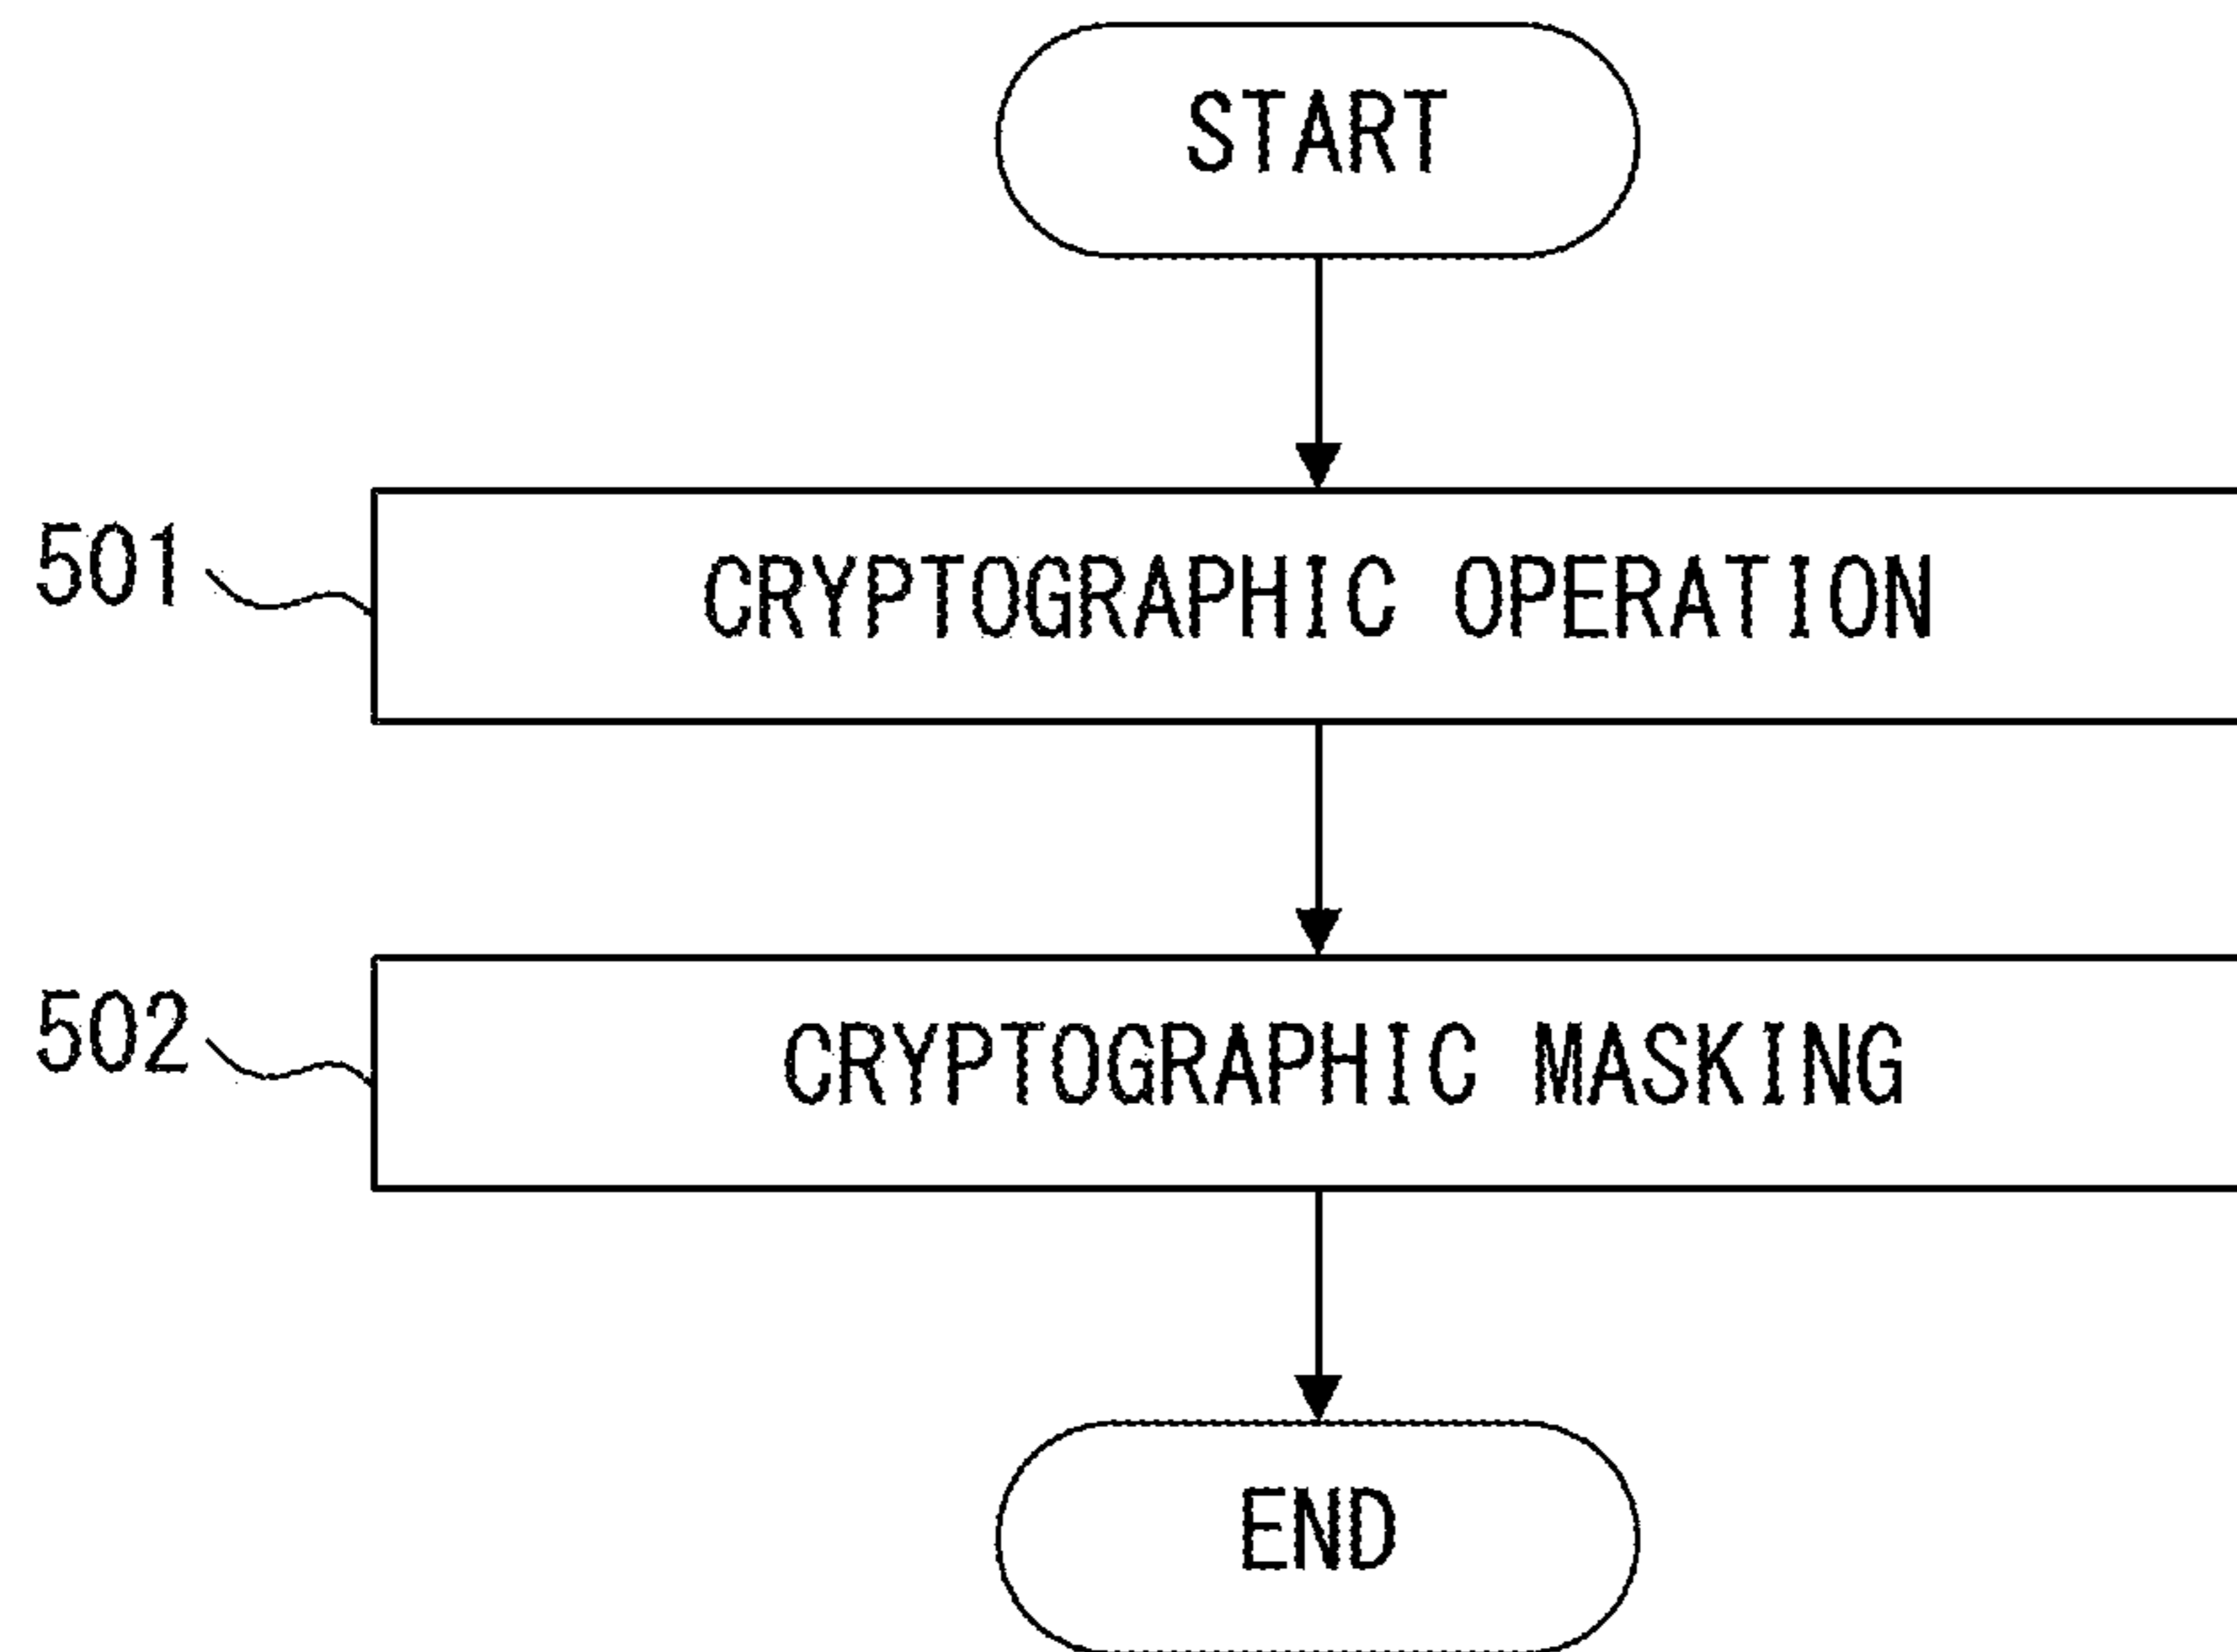 START
501
CRYPTOGRAPHIC OPERATION
502
CRYPTOGRAPHIC MASKING
END